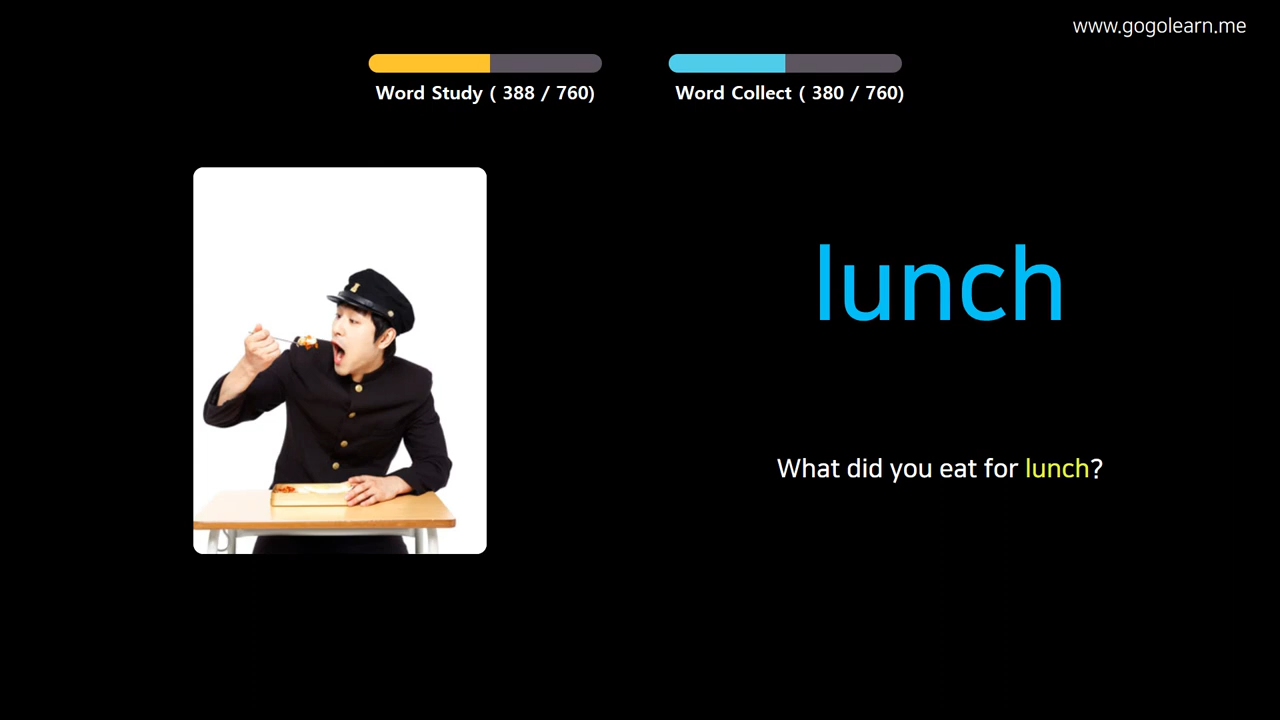 www.gogolearn.me
Word Study ( 388 / 760)
Word Collect ( 380 / 760)
lunch
What did you eat for lunch?